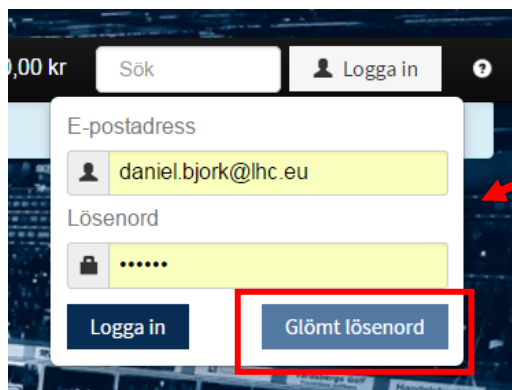 0,00 kr
Sök
Logga in
E-postadress
daniel.bjork@lhc.eu
Lösenord
••••••
Logga in
Glömt lösenord